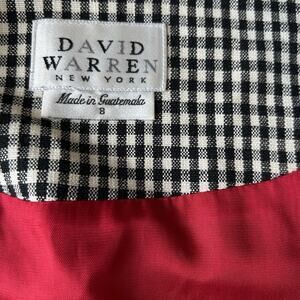 DAVID
WARREN
NEW YORK
Made in Guatemala
8